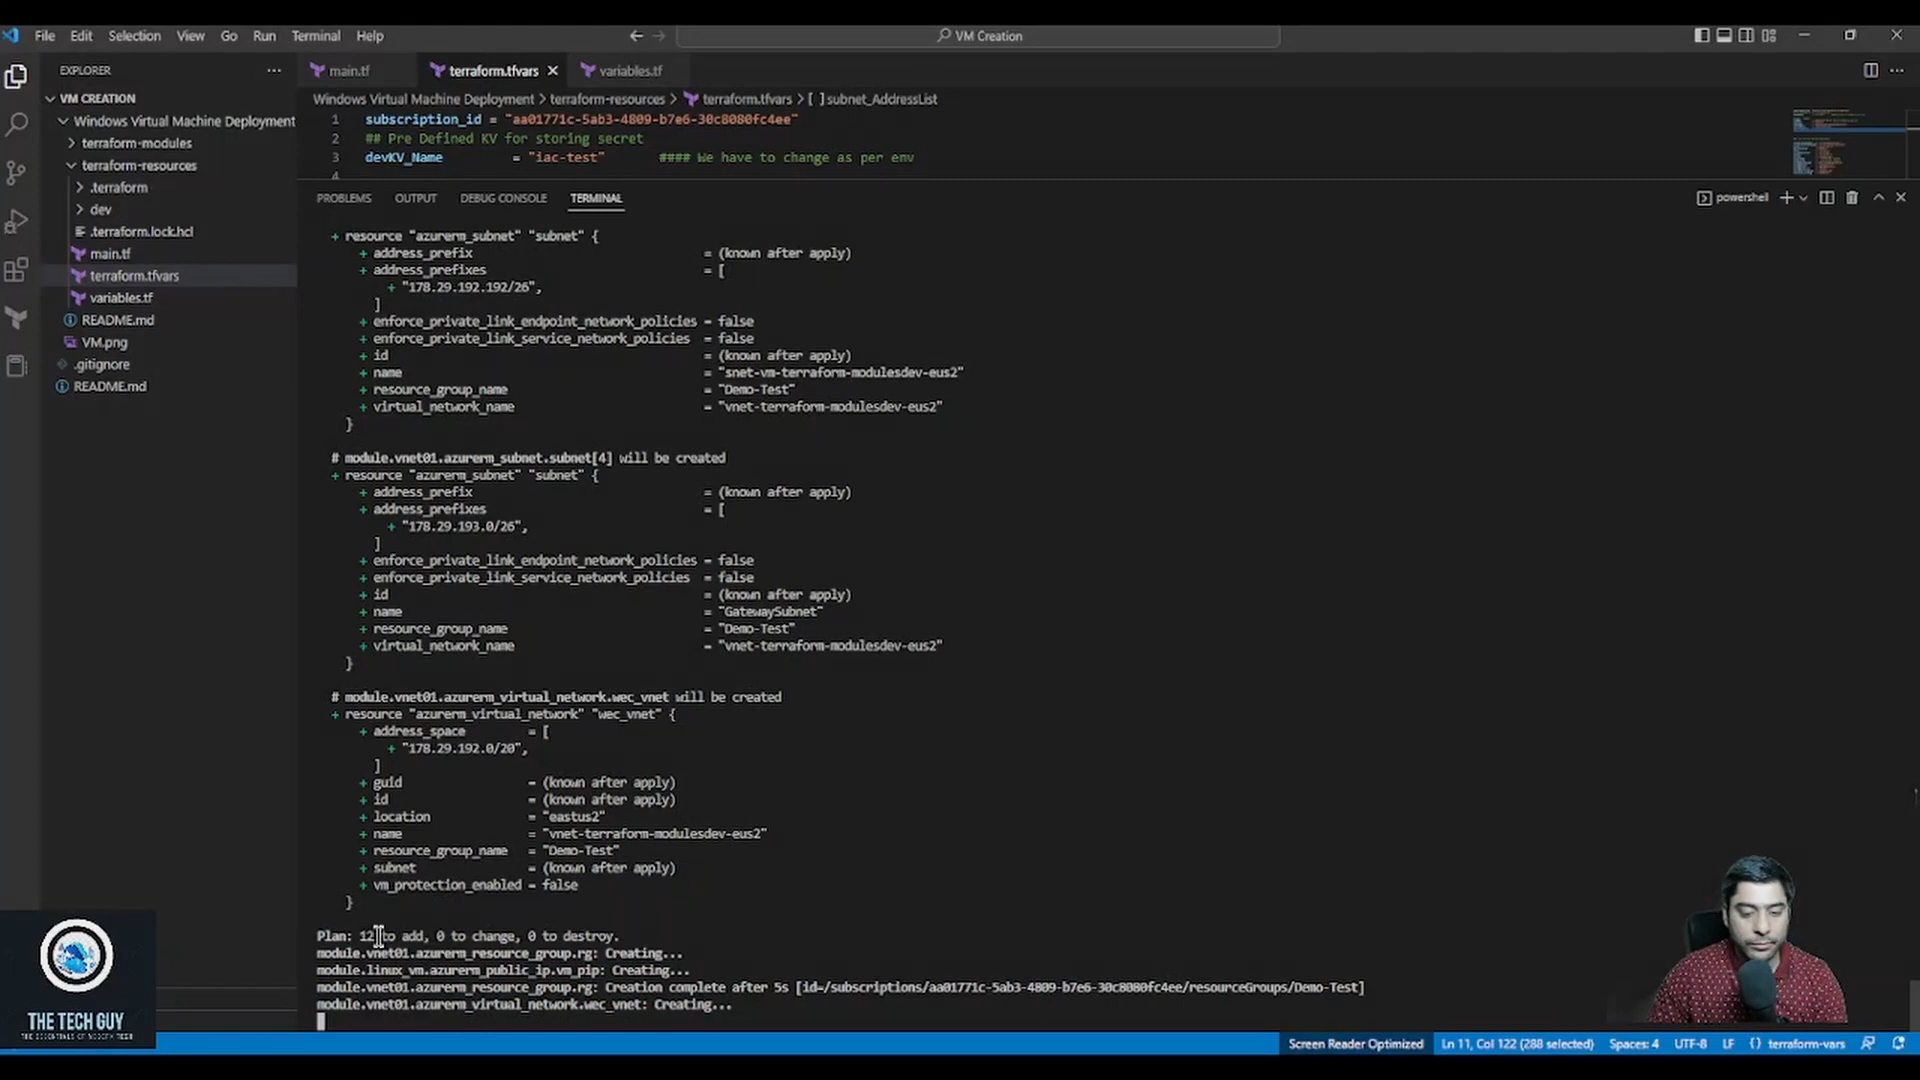 File Edit Selection View Go Run Terminal Help
VM Creation
EXPLORER
main.tf
terraform.tfvars
variables.tf
VM CREATION
Windows Virtual Machine Deployment
terraform-modules
terraform-resources
.terraform
dev
.terraform.lock.hcl
main.tf
terraform.tfvars
variables.tf
README.md
VM.png
.gitignore
README.md
Windows Virtual Machine Deployment > terraform-resources > terraform.tfvars > [ ] subnet_AddressList
1 subscription_id = "aa01771c-5ab3-4809-b7e6-30c8080fc4ee"
2 ## Pre Defined KV for storing secret
3 devKV_Name = "iac-test" #### We have to change as per env
4
PROBLEMS OUTPUT DEBUG CONSOLE TERMINAL
powershell
+ resource "azurerm_subnet" "subnet" {
+ address_prefix = (known after apply)
+ address_prefixes = [
+ "178.29.192.192/26",
]
+ enforce_private_link_endpoint_network_policies = false
+ enforce_private_link_service_network_policies = false
+ id = (known after apply)
+ name = "snet-vm-terraform-modulesdev-eus2"
+ resource_group_name = "Demo-Test"
+ virtual_network_name = "vnet-terraform-modulesdev-eus2"
}
# module.vnet01.azurerm_subnet.subnet[4] will be created
+ resource "azurerm_subnet" "subnet" {
+ address_prefix = (known after apply)
+ address_prefixes = [
+ "178.29.193.0/26",
]
+ enforce_private_link_endpoint_network_policies = false
+ enforce_private_link_service_network_policies = false
+ id = (known after apply)
+ name = "GatewaySubnet"
+ resource_group_name = "Demo-Test"
+ virtual_network_name = "vnet-terraform-modulesdev-eus2"
}
# module.vnet01.azurerm_virtual_network.wec_vnet will be created
+ resource "azurerm_virtual_network" "wec_vnet" {
+ address_space = [
+ "178.29.192.0/20",
]
+ guid = (known after apply)
+ id = (known after apply)
+ location = "eastus2"
+ name = "vnet-terraform-modulesdev-eus2"
+ resource_group_name = "Demo-Test"
+ subnet = (known after apply)
+ vm_protection_enabled = false
}
Plan: 12 to add, 0 to change, 0 to destroy.
module.vnet01.azurerm_resource_group.rg: Creating...
module.linux_vm.azurerm_public_ip.vm_pip: Creating...
module.vnet01.azurerm_resource_group.rg: Creation complete after 5s [id=/subscriptions/aa01771c-5ab3-4809-b7e6-30c8080fc4ee/resourceGroups/Demo-Test]
module.vnet01.azurerm_virtual_network.wec_vnet: Creating...
THE TECH GUY
THE ESSENTIALS OF MODERN TECH
Screen Reader Optimized Ln 11, Col 122 (288 selected) Spaces: 4 UTF-8 LF {} terraform-vars